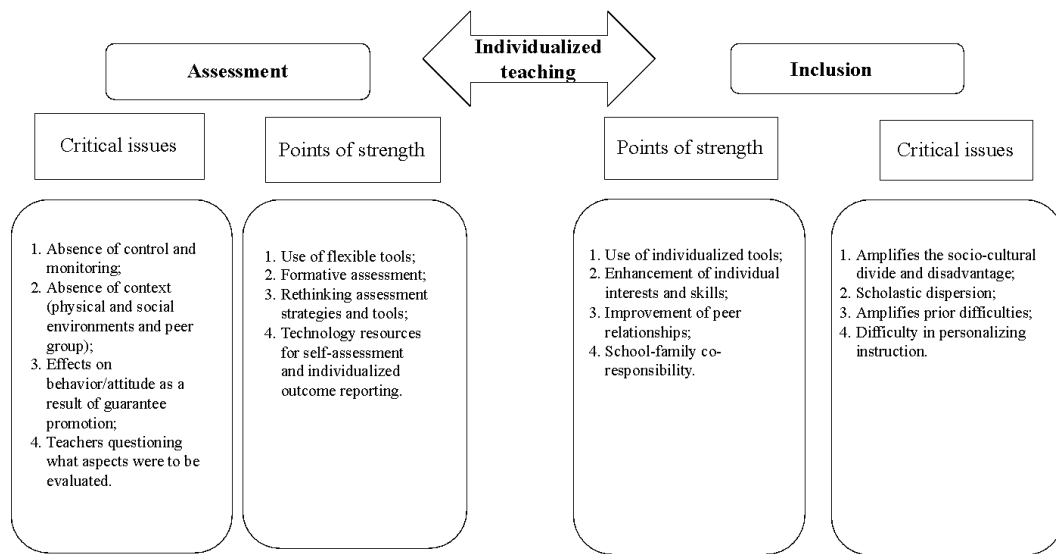 Individualized
teaching
Assessment
Inclusion
Critical issues
Points of strength
Points of strength
Critical issues
1. Absence of control and
monitoring;
2. Absence of context
(physical and social
environments and peer
group);
3. Effects on
behavior/attitude as a
result of guarantee
promotion;
4. Teachers questioning
what aspects were to be
evaluated.
1. Use of flexible tools;
2. Formative assessment;
3. Rethinking assessment
strategies and tools;
4. Technology resources
for self-assessment
and individualized
outcome reporting.
1. Use of individualized tools;
2. Enhancement of individual
interests and skills;
3. Improvement of peer
relationships;
4. School-family co-
responsibility.
1. Amplifies the socio-cultural
divide and disadvantage;
2. Scholastic dispersion;
3. Amplifies prior difficulties;
4. Difficulty in personalizing
instruction.